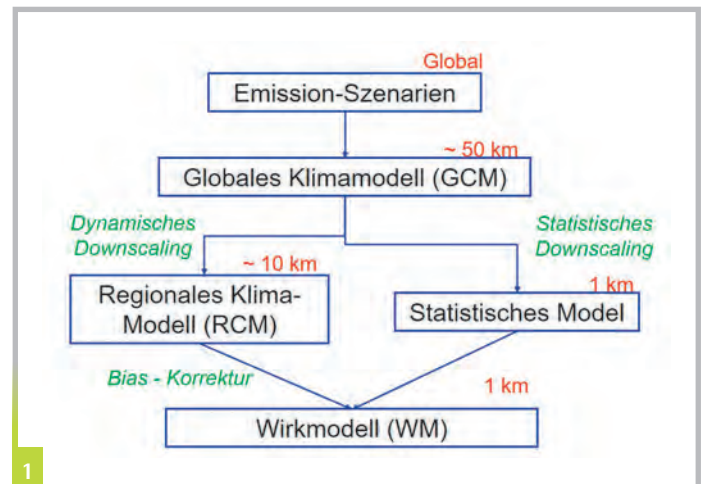 Global
Emission-Szenarien
~ 50 km
Globales Klimamodell (GCM)
Dynamisches
Downscaling
Statistisches
Downscaling
~ 10 km
Regionales Klima-
Modell (RCM)
1 km
Statistisches Model
Bias - Korrektur
1 km
Wirkmodell (WM)
1